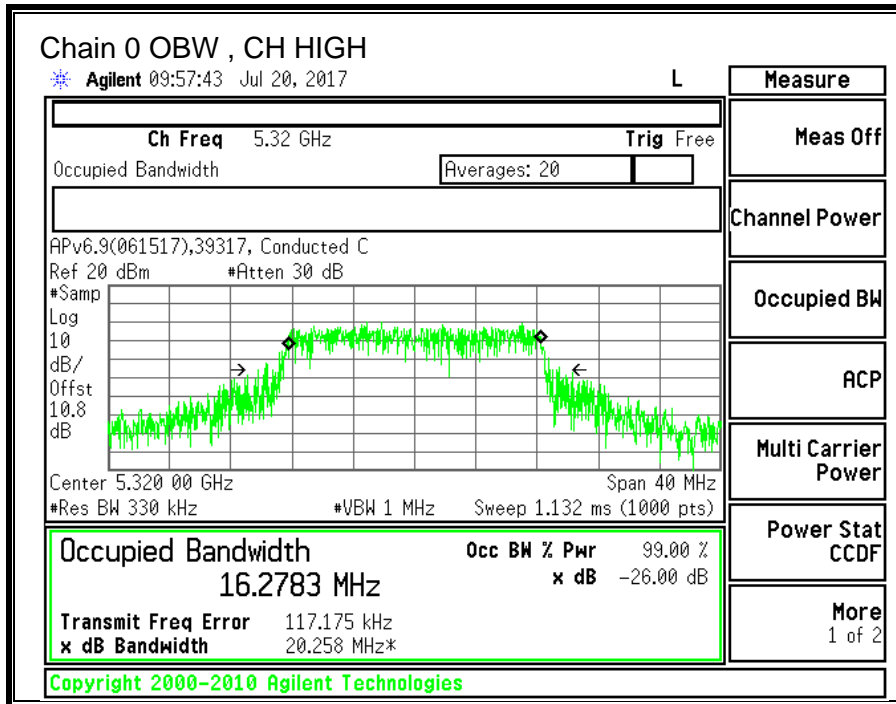 Chain 0 OBW , CH HIGH
Agilent 09:57:43 Jul 20, 2017 L
Measure
Ch Freq 5.32 GHz Trig Free
Meas Off
Occupied Bandwidth Averages: 20
Channel Power
APv6.9(061517),39317, Conducted C
Ref 20 dBm #Atten 30 dB
#Samp
Log
10
dB/
Offst
10.8
dB
Occupied BW
ACP
Center 5.320 00 GHz Span 40 MHz
#Res BW 330 kHz #VBW 1 MHz Sweep 1.132 ms (1000 pts)
Multi Carrier
Power
Occupied Bandwidth Occ BW % Pwr 99.00 %
16.2783 MHz x dB -26.00 dB
Power Stat
CCDF
Transmit Freq Error 117.175 kHz
x dB Bandwidth 20.258 MHz*
More
1 of 2
Copyright 2000-2010 Agilent Technologies